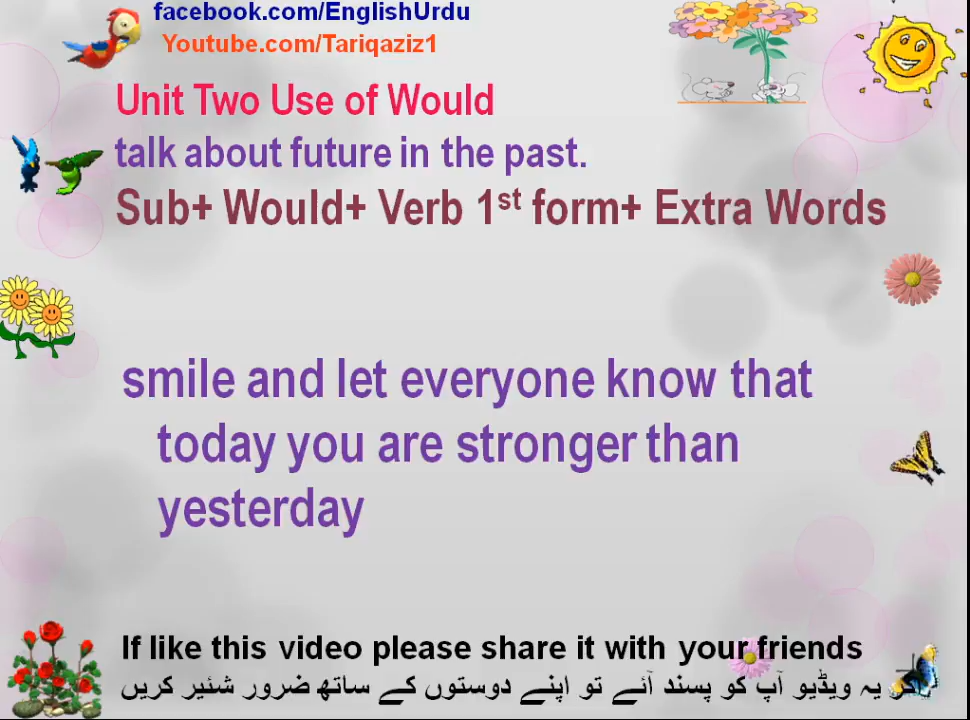 facebook.com/EnglishUrdu
Youtube.com/Tariqaziz1
Unit Two Use of Would
talk about future in the past.
Sub+ Would+ Verb 1st form+ Extra Words
smile and let everyone know that
today you are stronger than
yesterday
If like this video please share it with your friends
یہ ویڈیو آپ کو پسند آئے تو اپنے دوستوں کے ساتھ ضرور شئیر کریں